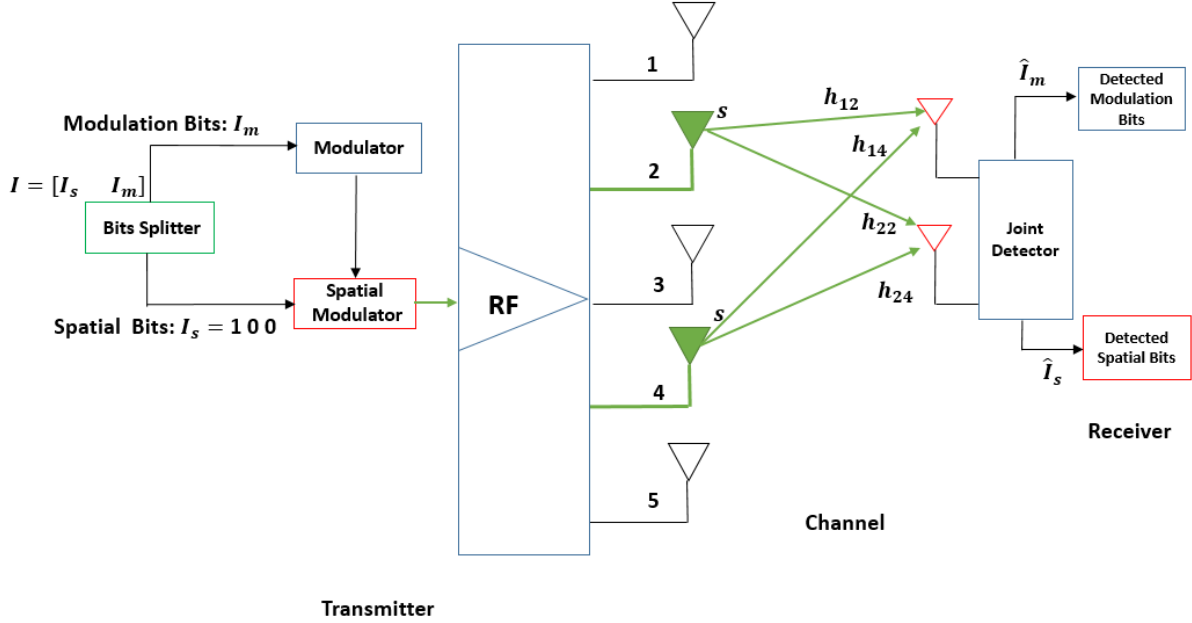 Modulation Bits: I_m
Modulator
I = [I_s I_m]
Bits Splitter
Spatial Modulator
Spatial Bits: I_s = 1 0 0
RF
1
2
3
4
5
s
s
h_12
h_14
h_22
h_24
Î_m
Detected
Modulation
Bits
Joint
Detector
Î_s
Detected
Spatial Bits
Receiver
Channel
Transmitter